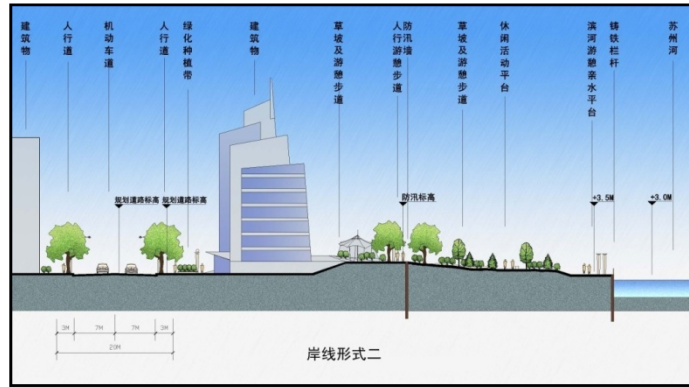 建筑物
人行道
机动车道
人行道
绿化种植带
建筑物
草坡及游憩步道
人行游憩步道
防汛墙
草坡及游憩步道
休闲活动平台
滨河游憩亲水平台
铸铁栏杆
苏州河
规划道路标高
规划道路标高
防汛标高
+3.5M
+3.0M
3M
7M
7M
3M
20M
岸线形式二